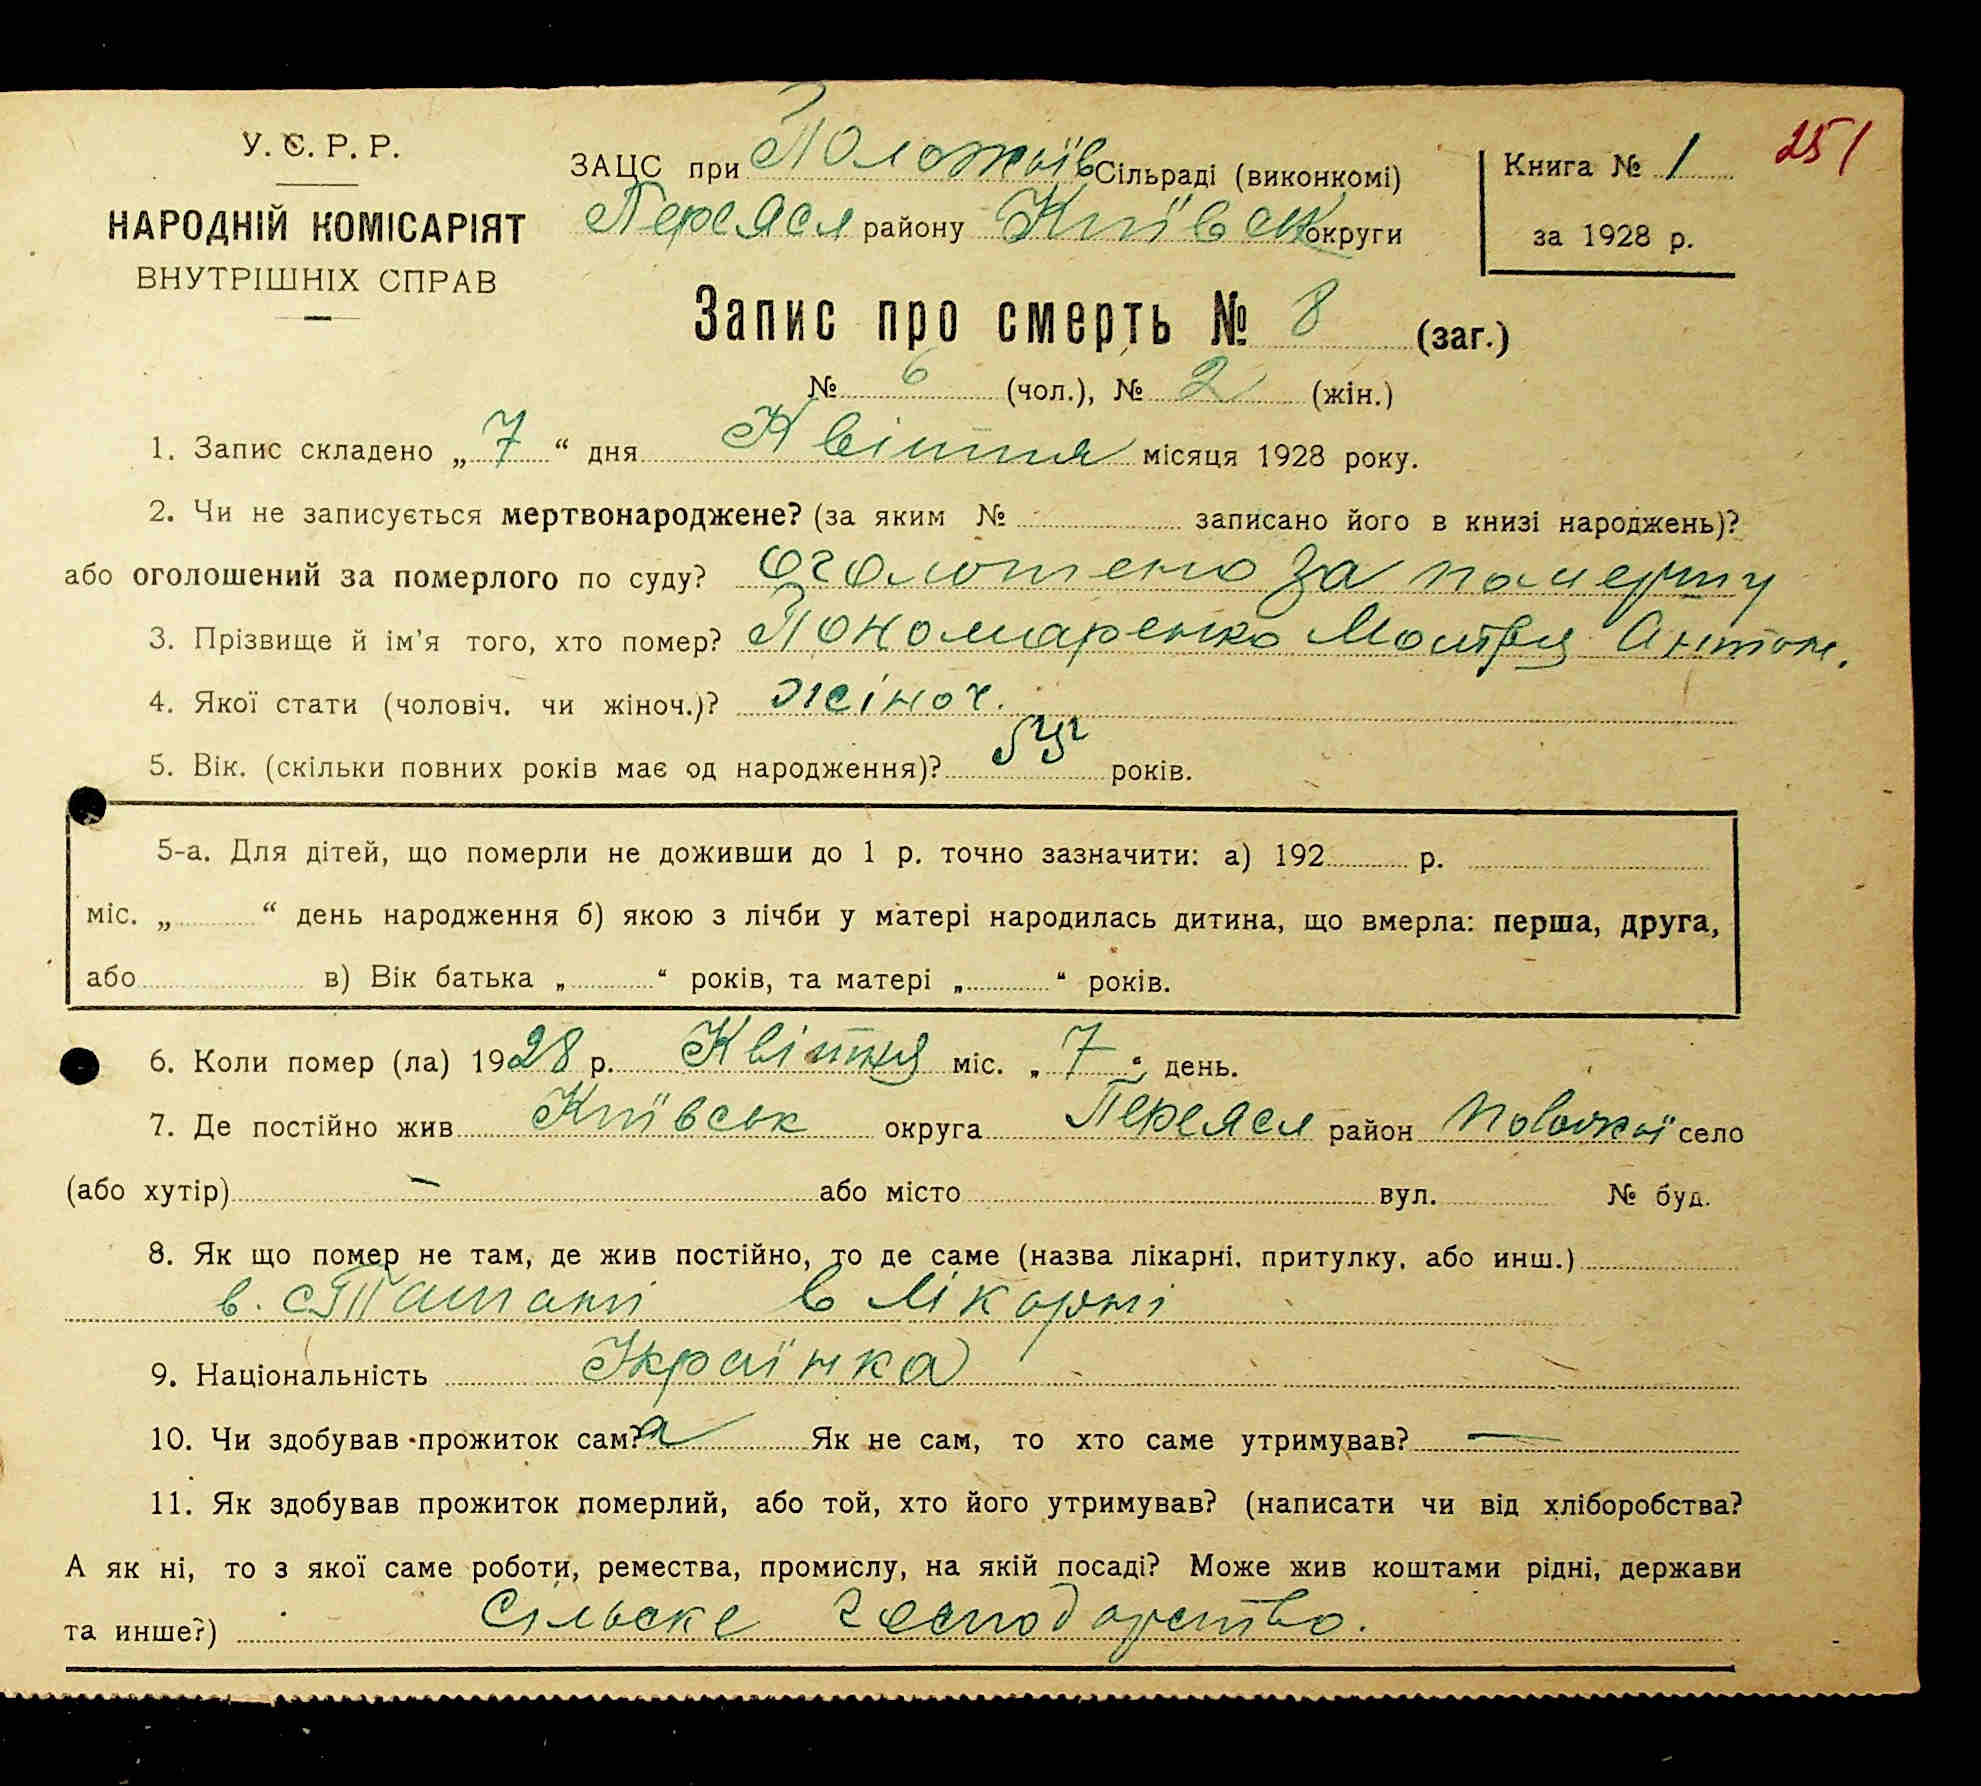 У. Є. Р. Р.
НАРОДНІЙ КОМІСАРІЯТ
ВНУТРІШНІХ СПРАВ
ЗАЦС при Положаїв Сільраді (виконкомі)
Переясл району Київськ округи
Книга № 1
за 1928 р.
251
Запис про смерть № 8 (заг.)
№ 6 (чол.), № 2 (жін.)
1. Запис складено „ 7 “ дня Квітня місяця 1928 року.
2. Чи не записується мертвонароджене? (за яким № записано його в книзі народжень)?
або оголошений за померлого по суду? оголошено за помершу
3. Прізвище й ім'я того, хто помер? Пономаренко Мотря Антон.
4. Якої стати (чоловіч. чи жіноч.)? жіноч.
5. Вік. (скільки повних років має од народження)? років.
5-а. Для дітей, що померли не доживши до 1 р. точно зазначити: а) 192 р.
міс. „ “ день народження б) якою з лічби у матері народилась дитина, що вмерла: перша, друга,
або в) Вік батька „ “ років, та матері „ “ років.
6. Коли помер (ла) 1928 р. Квітня міс. „ 7 “ день.
7. Де постійно жив Київськ округа Переясл район село
(або хутір) — або місто вул. № буд.
8. Як що помер не там, де жив постійно, то де саме (назва лікарні, притулку, або инш.)
в. с. Ташані в лікарні
9. Національність Українка
10. Чи здобував прожиток сам? а Як не сам, то хто саме утримував? —
11. Як здобував прожиток померлий, або той, хто його утримував? (написати чи від хліборобства?
А як ні, то з якої саме роботи, ремества, промислу, на якій посаді? Може жив коштами рідні, держави
та инше?) Сільське господарство.